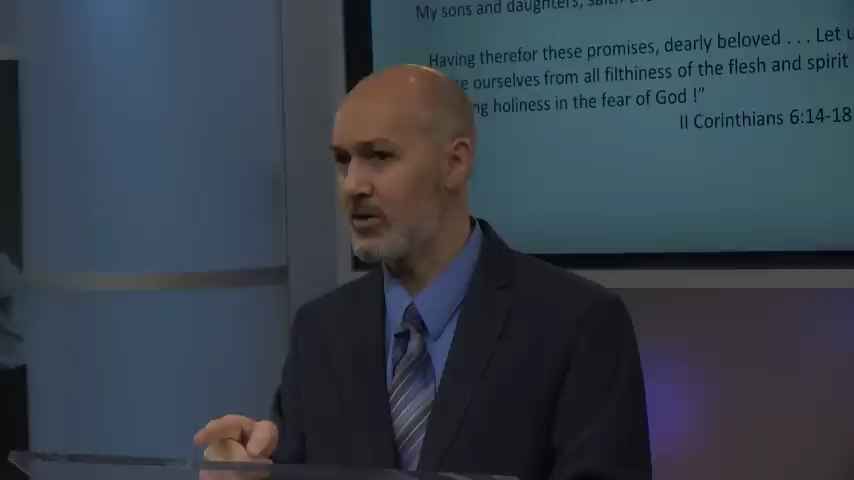 My sons and daughters, saith
Having therefor these promises, dearly beloved . . . Let
ourselves from all filthiness of the flesh and spirit
holiness in the fear of God !”
II Corinthians 6:14-18